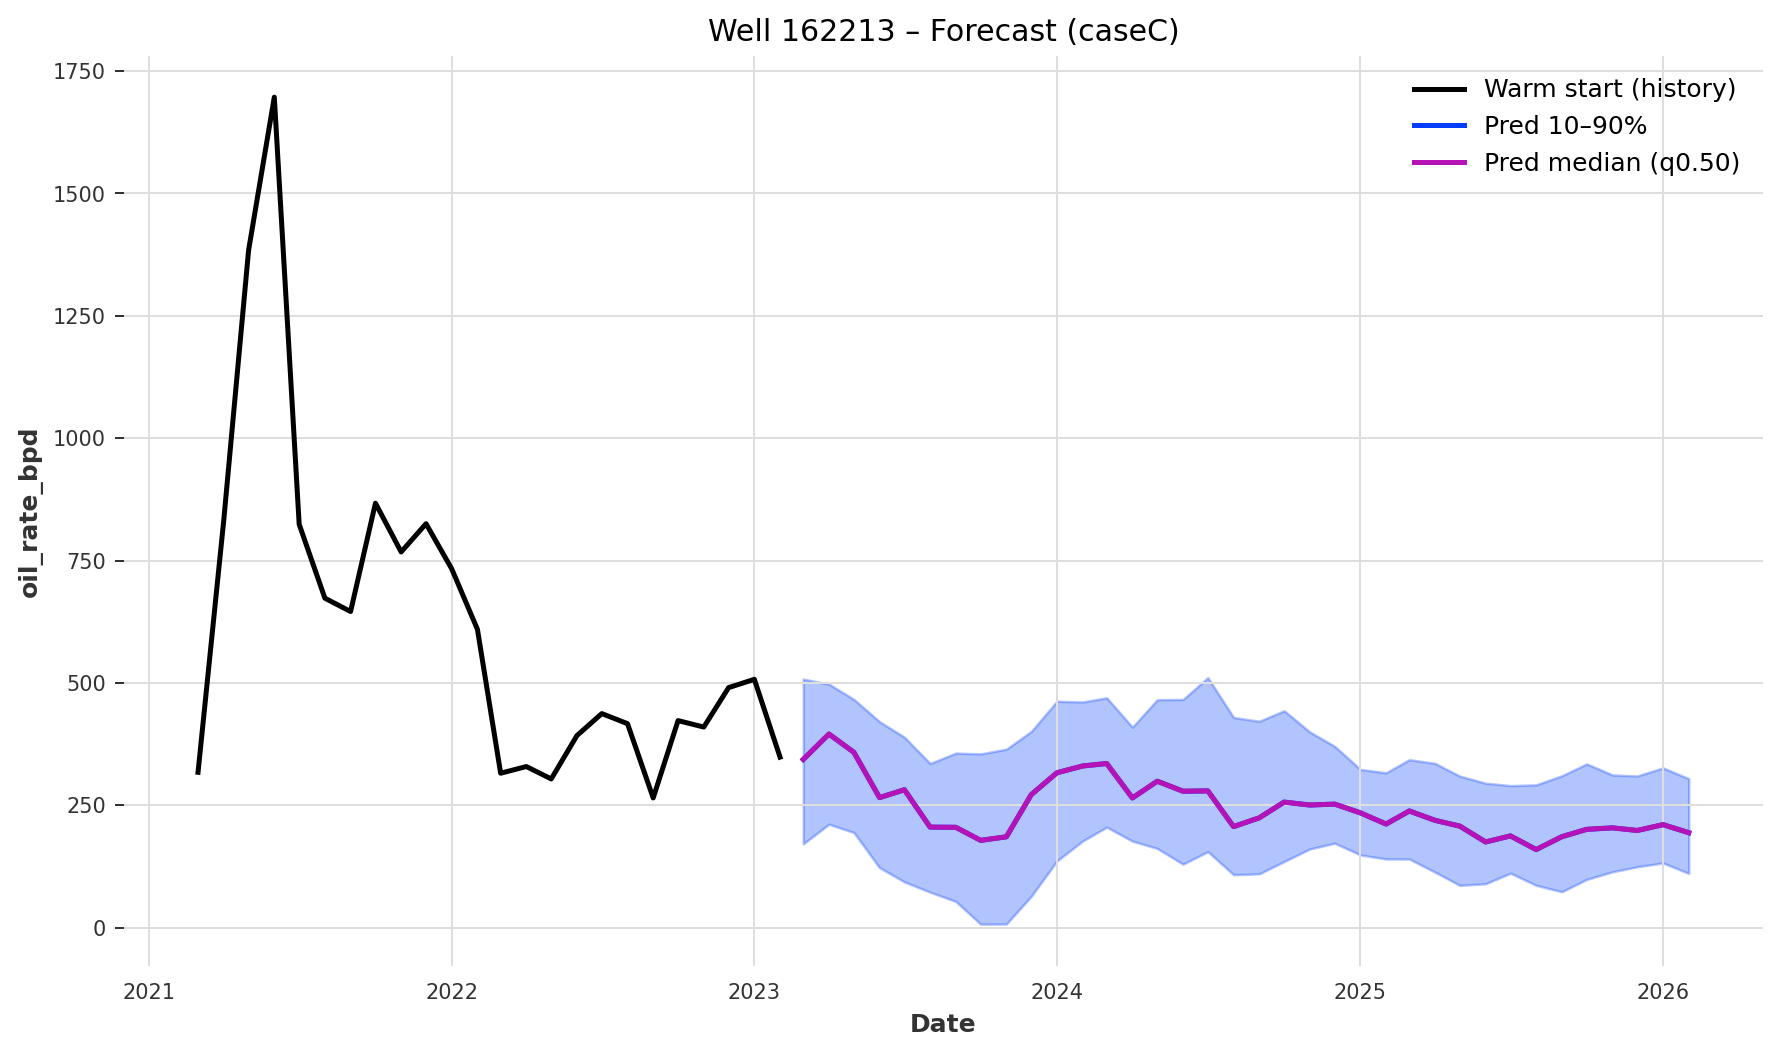 Well 162213 – Forecast (caseC)
Warm start (history)
Pred 10–90%
Pred median (q0.50)
oil_rate_bpd
1750
1500
1250
1000
750
500
250
0
2021 2022 2023 2024 2025 2026
Date